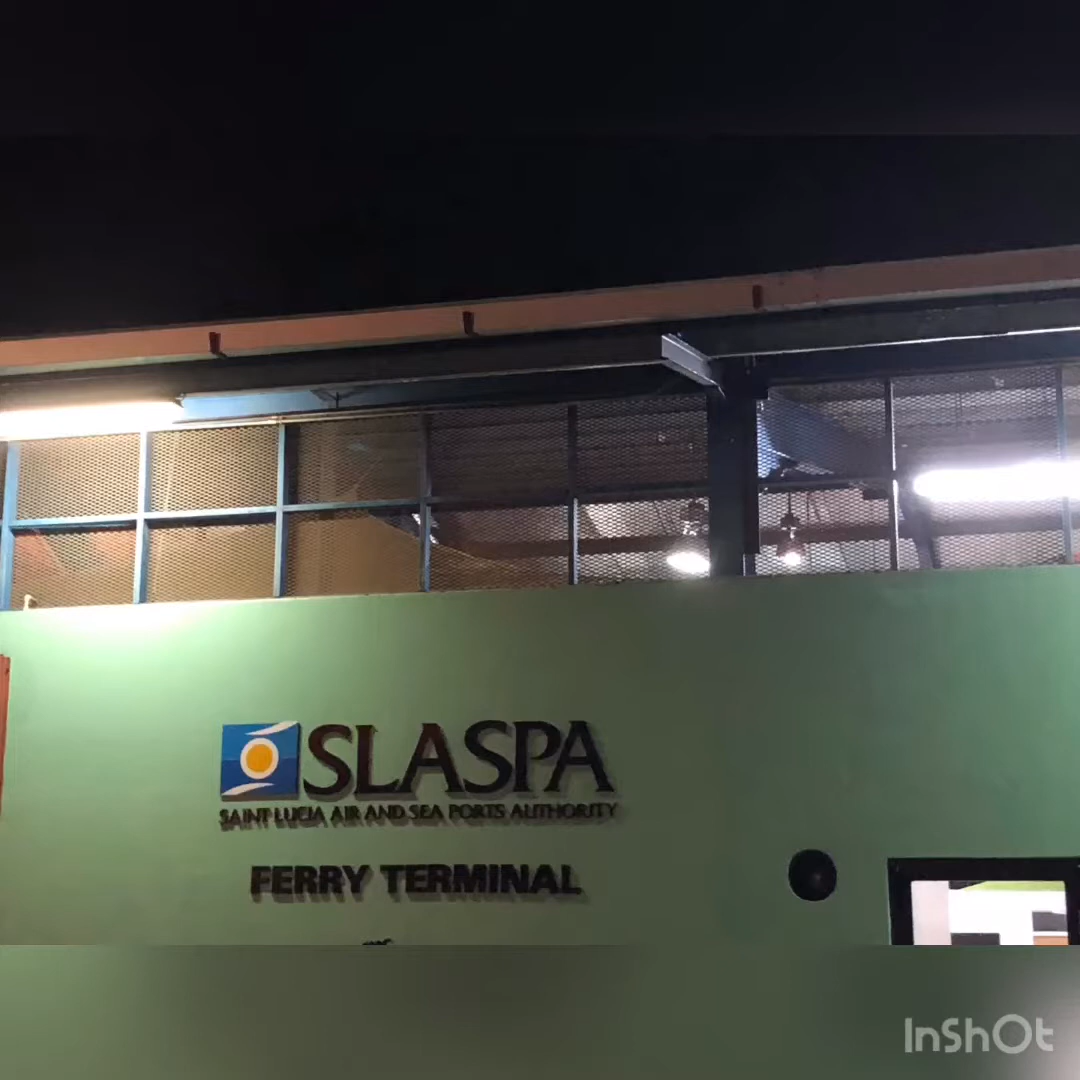 SLASPA
SAINT LUCIA AIR AND SEA PORTS AUTHORITY
FERRY TERMINAL
InShOt